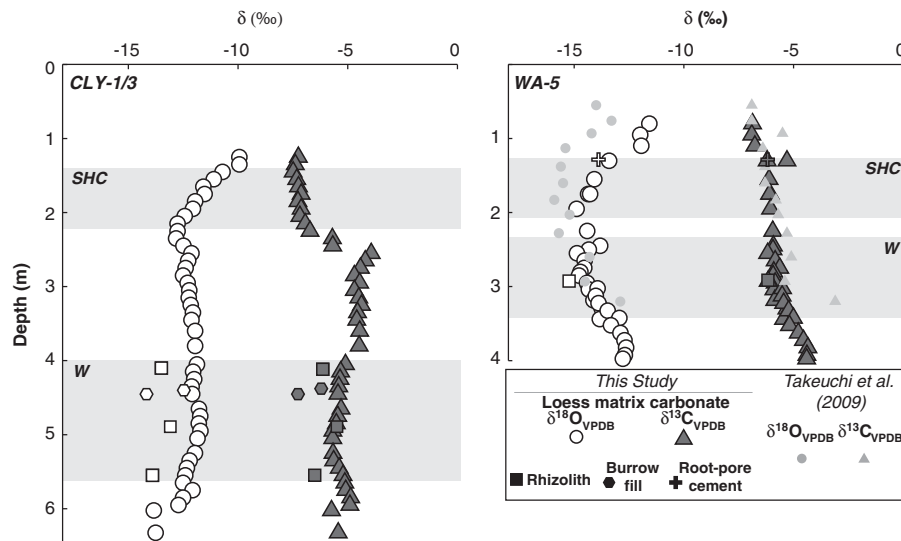 δ (‰)
-15 -10 -5 0
0
1
2
3
4
5
6
Depth (m)
CLY-1/3
SHC
W
δ (‰)
-15 -10 -5 0
1
2
3
4
WA-5
SHC
W
This Study
Loess matrix carbonate
δ18OVPDB δ13CVPDB
Rhizolith
Burrow fill
Root-pore cement
Takeuchi et al.
(2009)
δ18OVPDB δ13CVPDB